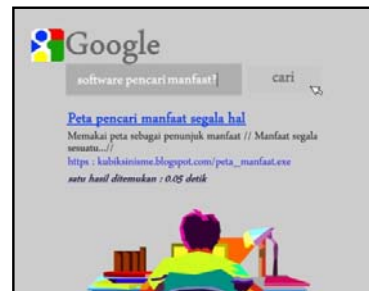 Google
software pencari manfaat?
cari
Peta pencari manfaat segala hal
Memakai peta sebagai penunjuk manfaat // Manfaat segala
sesuatu...//
https : kubiksinisme.blogspot.com/peta_manfaat.exe
satu hasil ditemukan : 0.05 detik